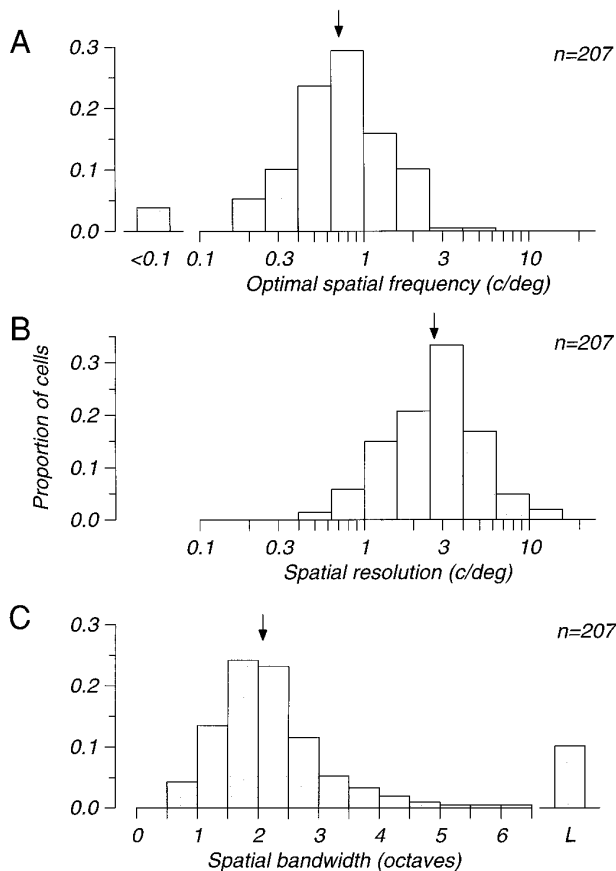 A
n=207
0.3
0.2
0.1
0.0
<0.1 0.1 0.3 1 3 10
Optimal spatial frequency (c/deg)
B
n=207
Proportion of cells
0.3
0.2
0.1
0.0
0.1 0.3 1 3 10
Spatial resolution (c/deg)
C
n=207
0.3
0.2
0.1
0.0
0 1 2 3 4 5 6 L
Spatial bandwidth (octaves)